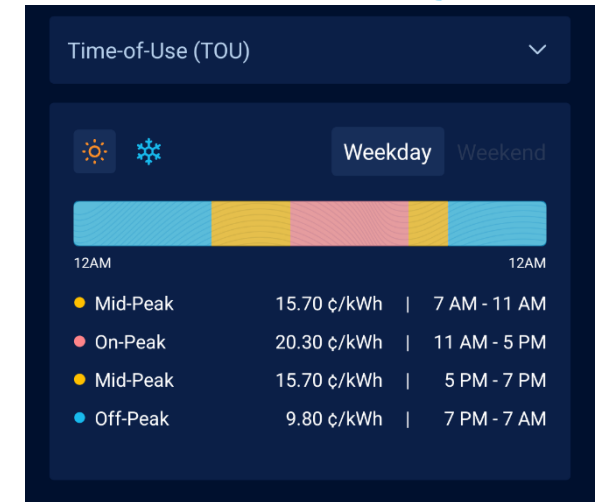 Time-of-Use (TOU)
Weekday Weekend
12AM 12AM
Mid-Peak 15.70 ¢/kWh | 7 AM - 11 AM
On-Peak 20.30 ¢/kWh | 11 AM - 5 PM
Mid-Peak 15.70 ¢/kWh | 5 PM - 7 PM
Off-Peak 9.80 ¢/kWh | 7 PM - 7 AM